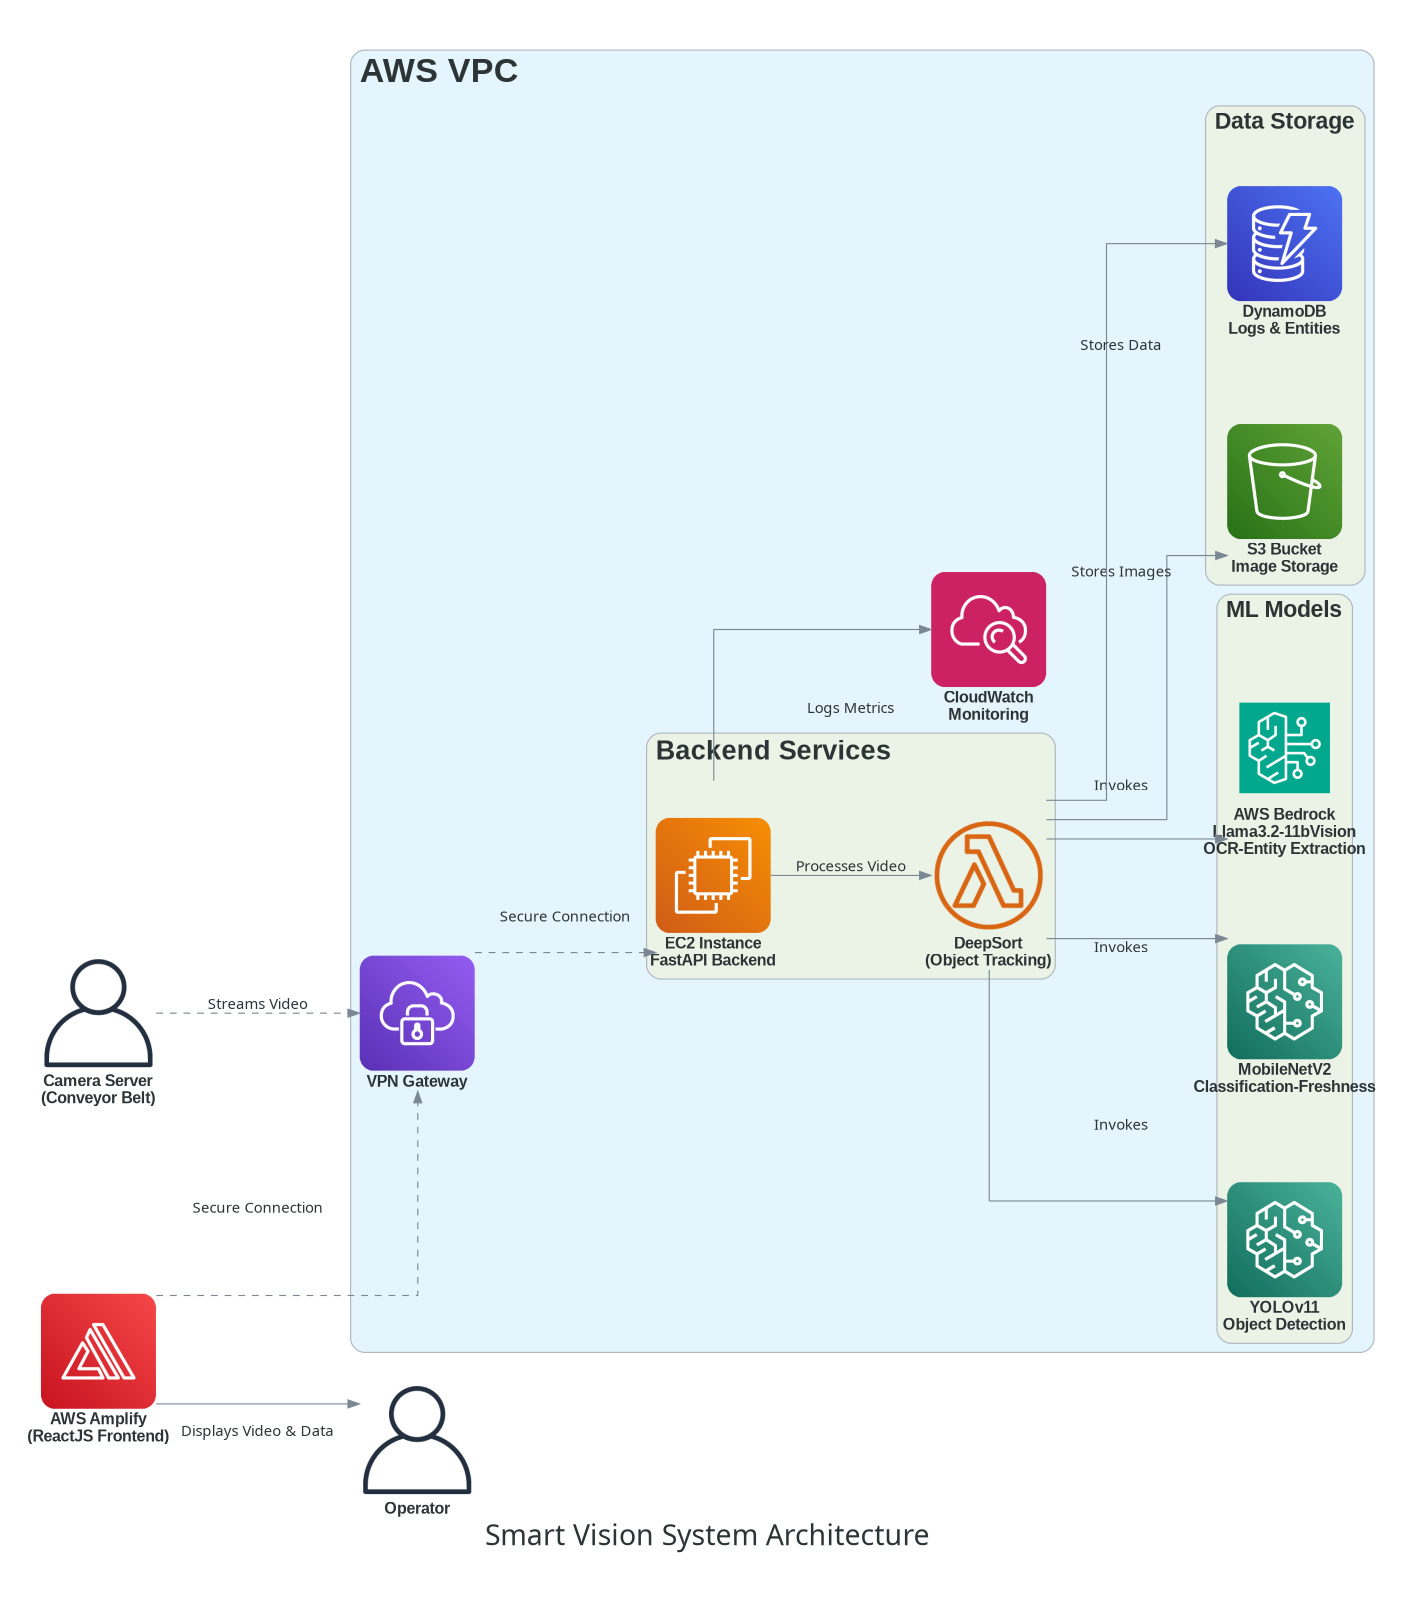 AWS VPC
Data Storage
DynamoDB
Logs & Entities
Stores Data
S3 Bucket
Image Storage
Stores Images
ML Models
CloudWatch
Monitoring
Logs Metrics
Backend Services
Invokes
AWS Bedrock
Llama3.2-11bVision
OCR-Entity Extraction
Processes Video
EC2 Instance
FastAPI Backend
DeepSort
(Object Tracking)
Secure Connection
Invokes
Streams Video
Camera Server
(Conveyor Belt)
VPN Gateway
MobileNetV2
Classification-Freshness
Invokes
Secure Connection
YOLOv11
Object Detection
AWS Amplify
(ReactJS Frontend)
Displays Video & Data
Operator
Smart Vision System Architecture